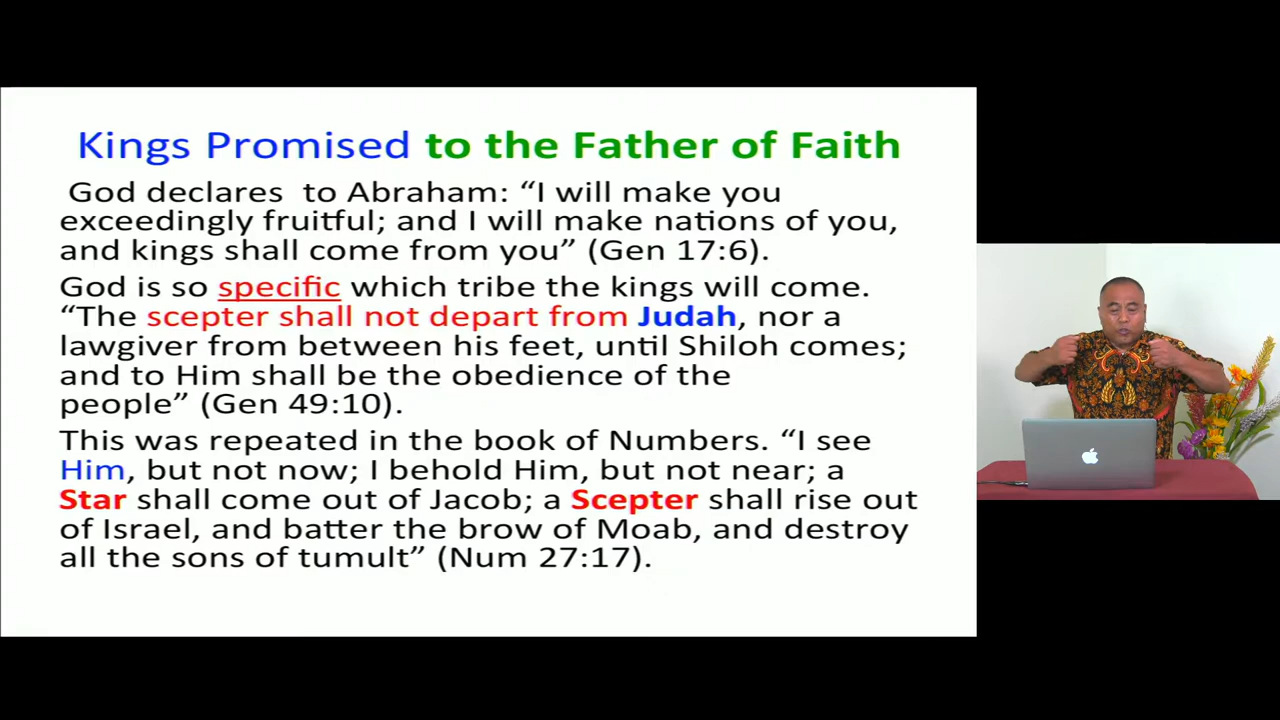 Kings Promised to the Father of Faith
God declares  to Abraham: “I will make you
exceedingly fruitful; and I will make nations of you,
and kings shall come from you” (Gen 17:6).
God is so specific which tribe the kings will come.
“The scepter shall not depart from Judah, nor a
lawgiver from between his feet, until Shiloh comes;
and to Him shall be the obedience of the
people” (Gen 49:10).
This was repeated in the book of Numbers. “I see
Him, but not now; I behold Him, but not near; a
Star shall come out of Jacob; a Scepter shall rise out
of Israel, and batter the brow of Moab, and destroy
all the sons of tumult” (Num 27:17).